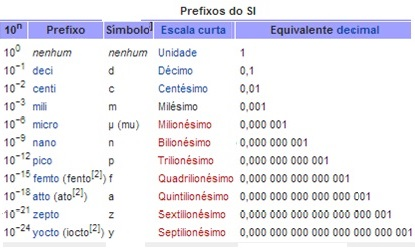 Prefixos do SI
10ⁿ Prefixo Símbolo] Escala curta Equivalente decimal
10⁰ nenhum nenhum Unidade 1
10⁻¹ deci d Décimo 0,1
10⁻² centi c Centésimo 0,01
10⁻³ mili m Milésimo 0,001
10⁻⁶ micro µ (mu) Milionésimo 0,000 001
10⁻⁹ nano n Bilionésimo 0,000 000 001
10⁻¹² pico p Trilionésimo 0,000 000 000 001
10⁻¹⁵ femto (fento[2]) f Quadrilionésimo 0,000 000 000 000 001
10⁻¹⁸ atto (ato[2]) a Quintilionésimo 0,000 000 000 000 000 001
10⁻²¹ zepto z Sextilionésimo 0,000 000 000 000 000 000 001
10⁻²⁴ yocto (iocto[2]) y Septilionésimo 0,000 000 000 000 000 000 000 001